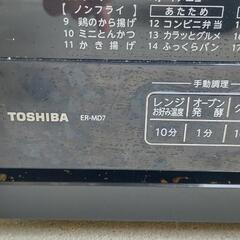 【ノンフライ】
9 鶏のから揚げ
10 ミニとんかつ
11 かき揚げ
あたため
12 コンビニ弁当
13 カラッとグルメ
14 ふっくらパン
手動調理
レンジ
お好み温度
オーブン
発酵
10分
1分
TOSHIBA ER-MD7